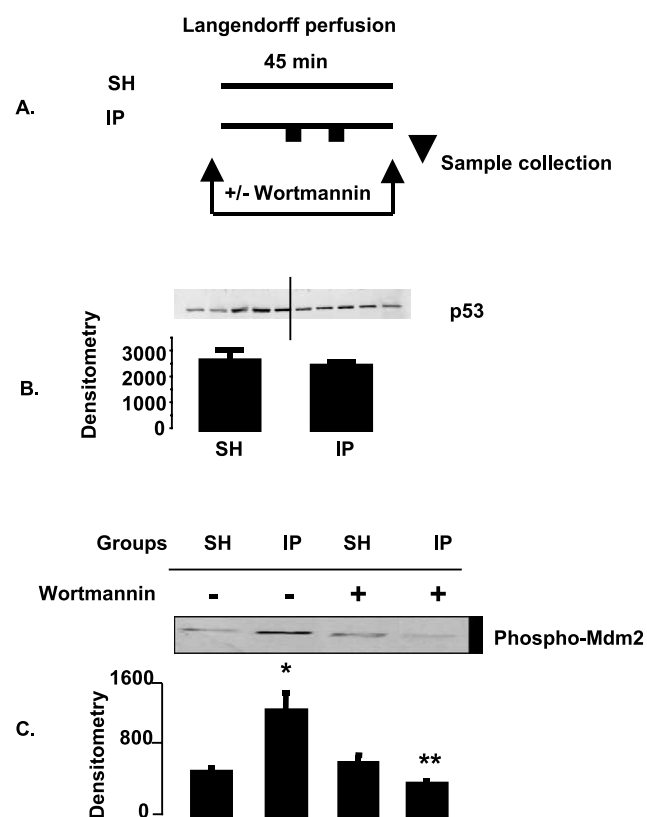 Langendorff perfusion
45 min
SH
A.
IP
Sample collection
+/- Wortmannin
p53
B.
Densitometry
3000
2000
1000
0
SH IP
Groups SH IP SH IP
Wortmannin - - + +
Phospho-Mdm2
C.
Densitometry
1600
800
0
*
**